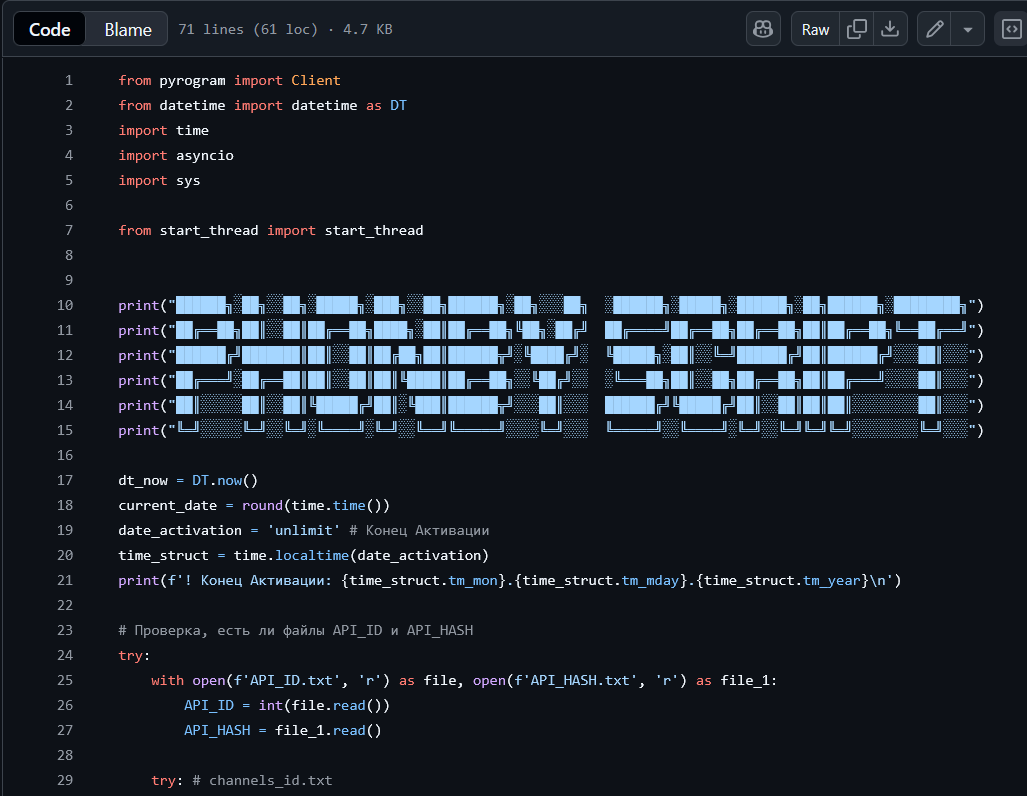 Code Blame 71 lines (61 loc) · 4.7 KB Raw
1 from pyrogram import Client
2 from datetime import datetime as DT
3 import time
4 import asyncio
5 import sys
6
7 from start_thread import start_thread
8
9
10 print("██████╗░██╗░░██╗░█████╗░███╗░░██╗██████╗░██╗░░░██╗  ░██████╗░█████╗░██████╗░██╗██████╗░████████╗")
11 print("██╔══██╗██║░░██║██╔══██╗████╗░██║██╔══██╗╚██╗░██╔╝  ██╔════╝██╔══██╗██╔══██╗██║██╔══██╗╚══██╔══╝")
12 print("██████╔╝███████║██║░░██║██╔██╗██║██████╦╝░╚████╔╝░  ╚█████╗░██║░░╚═╝██████╔╝██║██████╔╝░░░██║░░░")
13 print("██╔═══╝░██╔══██║██║░░██║██║╚████║██╔══██╗░░╚██╔╝░░  ░╚═══██╗██║░░██╗██╔══██╗██║██╔═══╝░░░░██║░░░")
14 print("██║░░░░░██║░░██║╚█████╔╝██║░╚███║██████╦╝░░░██║░░░  ██████╔╝╚█████╔╝██║░░██║██║██║░░░░░░░░██║░░░")
15 print("╚═╝░░░░░╚═╝░░╚═╝░╚════╝░╚═╝░░╚══╝╚═════╝░░░░╚═╝░░░  ╚═════╝░░╚════╝░╚═╝░░╚═╝╚═╝╚═╝░░░░░░░░╚═╝░░░")
16
17 dt_now = DT.now()
18 current_date = round(time.time())
19 date_activation = 'unlimit' # Конец Активации
20 time_struct = time.localtime(date_activation)
21 print(f'! Конец Активации: {time_struct.tm_mon}.{time_struct.tm_mday}.{time_struct.tm_year}\n')
22
23 # Проверка, есть ли файлы API_ID и API_HASH
24 try:
25     with open(f'API_ID.txt', 'r') as file, open(f'API_HASH.txt', 'r') as file_1:
26         API_ID = int(file.read())
27         API_HASH = file_1.read()
28
29     try: # channels_id.txt